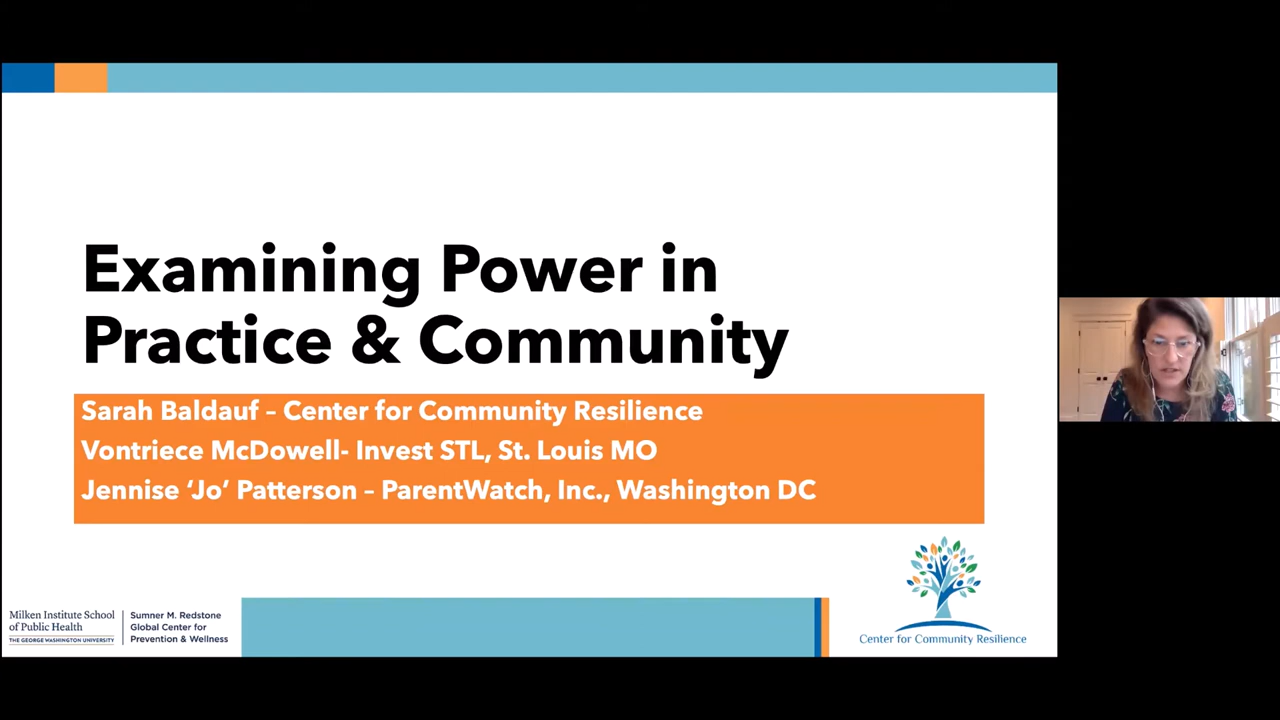 Examining Power in
Practice & Community
Sarah Baldauf – Center for Community Resilience
Vontriece McDowell- Invest STL, St. Louis MO
Jennise ‘Jo’ Patterson – ParentWatch, Inc., Washington DC
Milken Institute School
of Public Health
THE GEORGE WASHINGTON UNIVERSITY
Sumner M. Redstone
Global Center for
Prevention & Wellness
Center for Community Resilience